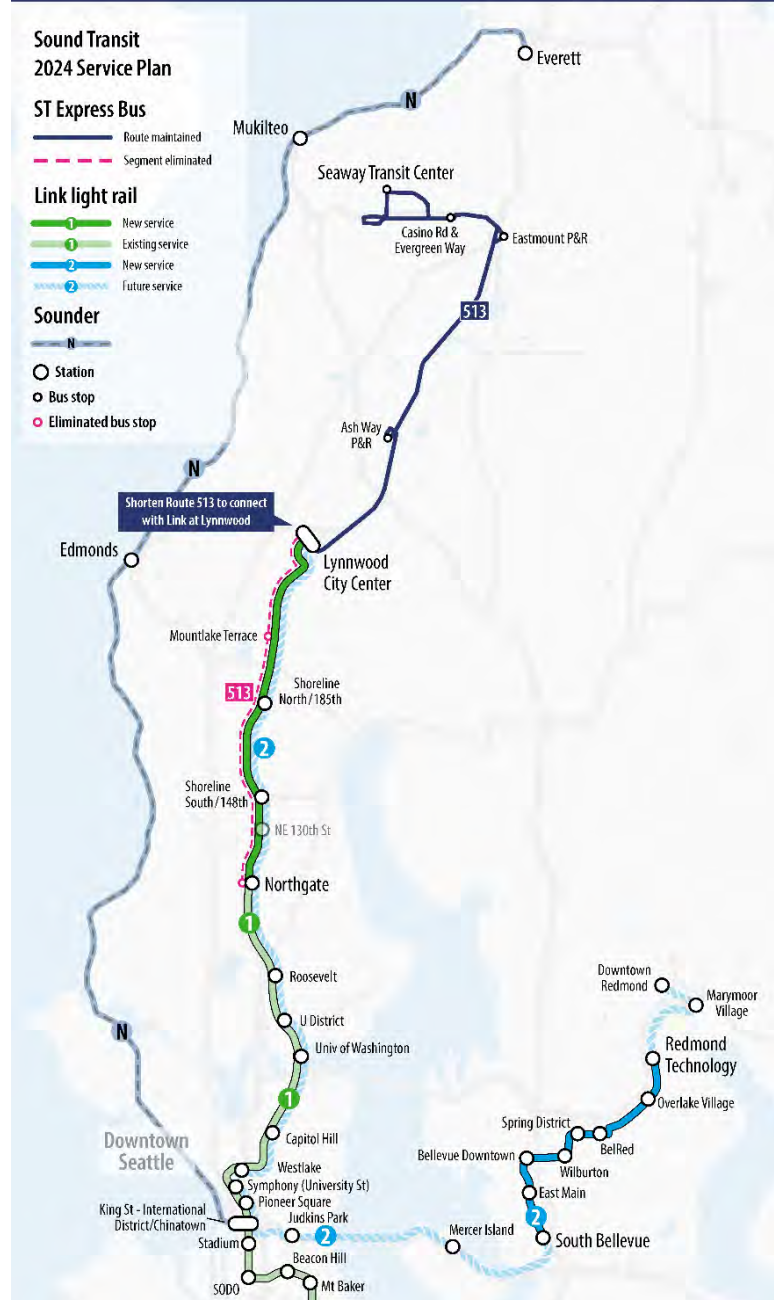 Sound Transit
2024 Service Plan
ST Express Bus
Route maintained
Segment eliminated
Link light rail
1 New service
1 Existing service
2 New service
2 Future service
Sounder
N
Station
Bus stop
Eliminated bus stop
Everett
N
Mukilteo
Seaway Transit Center
Casino Rd &
Evergreen Way
Eastmount P&R
513
Ash Way
P&R
N
Shorten Route 513 to connect
with Link at Lynnwood
Edmonds
Lynnwood
City Center
Mountlake Terrace
513
Shoreline
North/185th
2
Shoreline
South/148th
NE 130th St
Northgate
1
Roosevelt
U District
Univ of Washington
N
1
Capitol Hill
Downtown
Seattle
Westlake
Symphony (University St)
Pioneer Square
King St - International
District/Chinatown
Stadium
SODO
Beacon Hill
Mt Baker
Judkins Park
2
Mercer Island
South Bellevue
2
East Main
Bellevue Downtown
Wilburton
Spring District
BelRed
Overlake Village
Redmond
Technology
Marymoor
Village
Downtown
Redmond